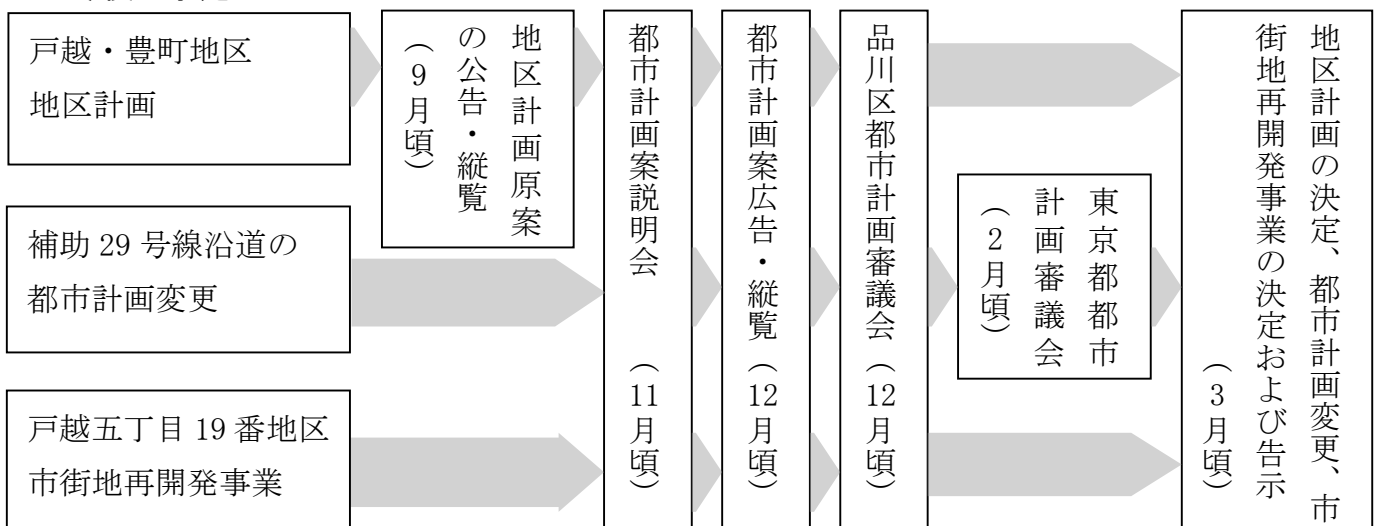 戸越・豊町地区
地区計画
補助 29 号線沿道の
都市計画変更
戸越五丁目 19 番地区
市街地再開発事業
地区計画原案
の公告・縦覧
（９月頃）
都市計画案説明会　（11月頃）
都市計画案広告・縦覧（12月頃）
品川区都市計画審議会（12月頃）
東京都都市
計画審議会
（２月頃）
地区計画の決定、都市計画変更、市
街地再開発事業の決定および告示
（３月頃）